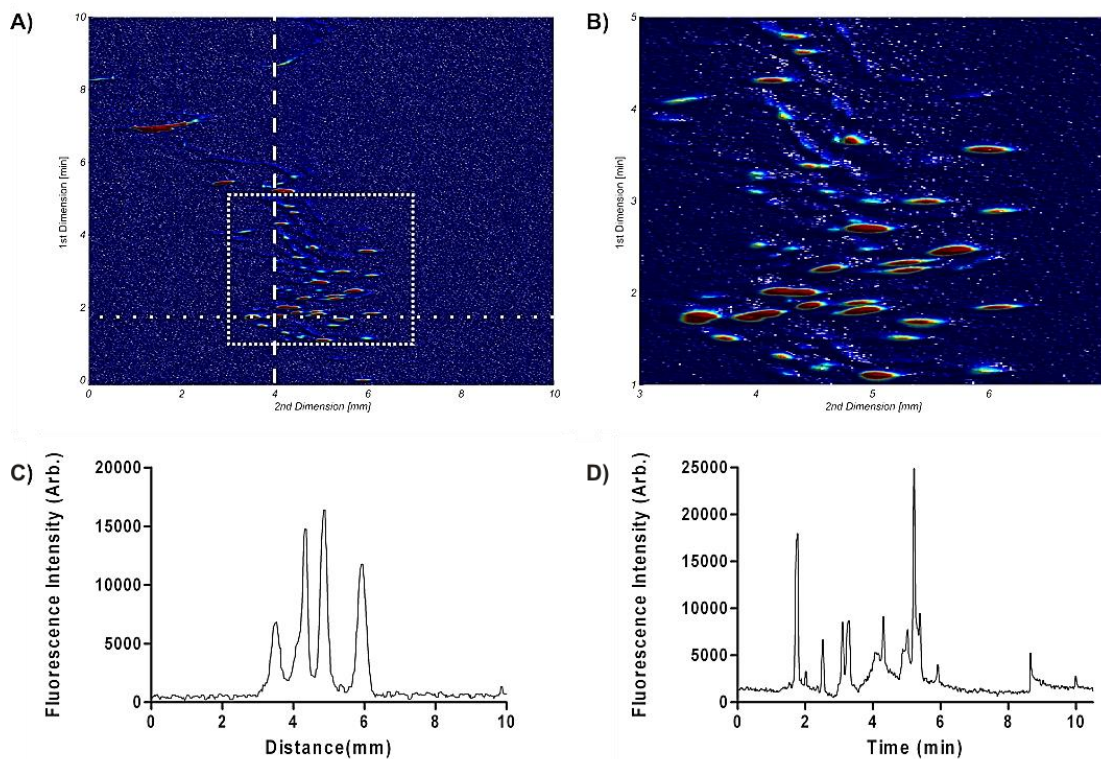 A)
10
8
6
4
2
0
1st Dimension [min]
0 2 4 6 8 10
2nd Dimension [mm]
B)
5
4
3
2
1
1st Dimension [min]
3 4 5 6
2nd Dimension [mm]
C)
Fluorescence Intensity (Arb.)
20000
15000
10000
5000
0
0 2 4 6 8 10
Distance(mm)
D)
Fluorescence Intensity (Arb.)
25000
20000
15000
10000
5000
0
0 2 4 6 8 10
Time (min)